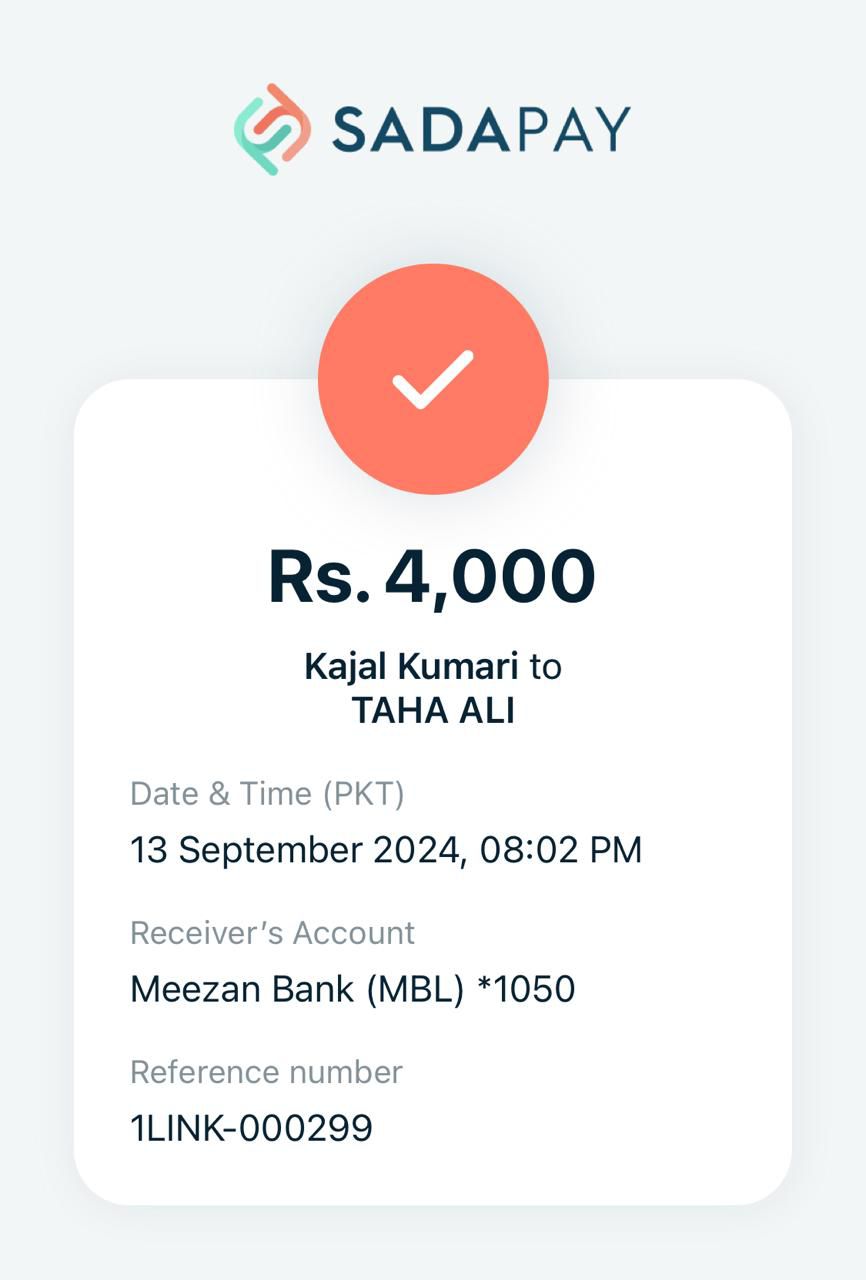 SADAPAY
Rs. 4,000
Kajal Kumari to
TAHA ALI
Date & Time (PKT)
13 September 2024, 08:02 PM
Receiver’s Account
Meezan Bank (MBL) *1050
Reference number
1LINK-000299